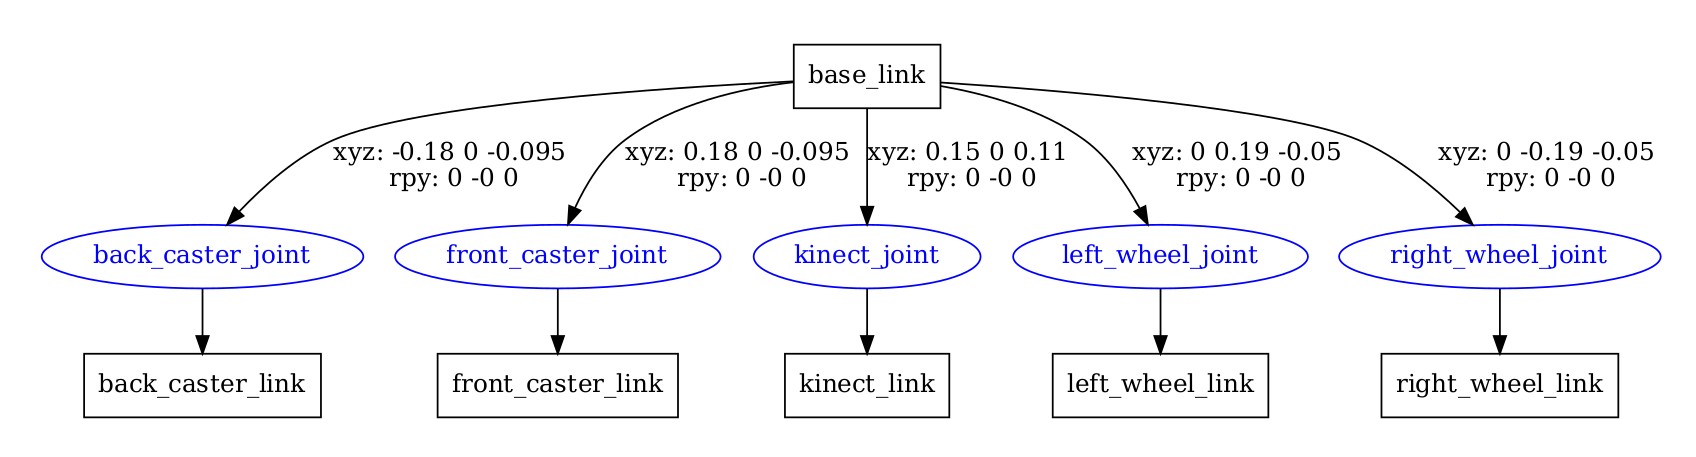 base_link
xyz: -0.18 0 -0.095
rpy: 0 -0 0
xyz: 0.18 0 -0.095
rpy: 0 -0 0
xyz: 0.15 0 0.11
rpy: 0 -0 0
xyz: 0 0.19 -0.05
rpy: 0 -0 0
xyz: 0 -0.19 -0.05
rpy: 0 -0 0
back_caster_joint
front_caster_joint
kinect_joint
left_wheel_joint
right_wheel_joint
back_caster_link
front_caster_link
kinect_link
left_wheel_link
right_wheel_link